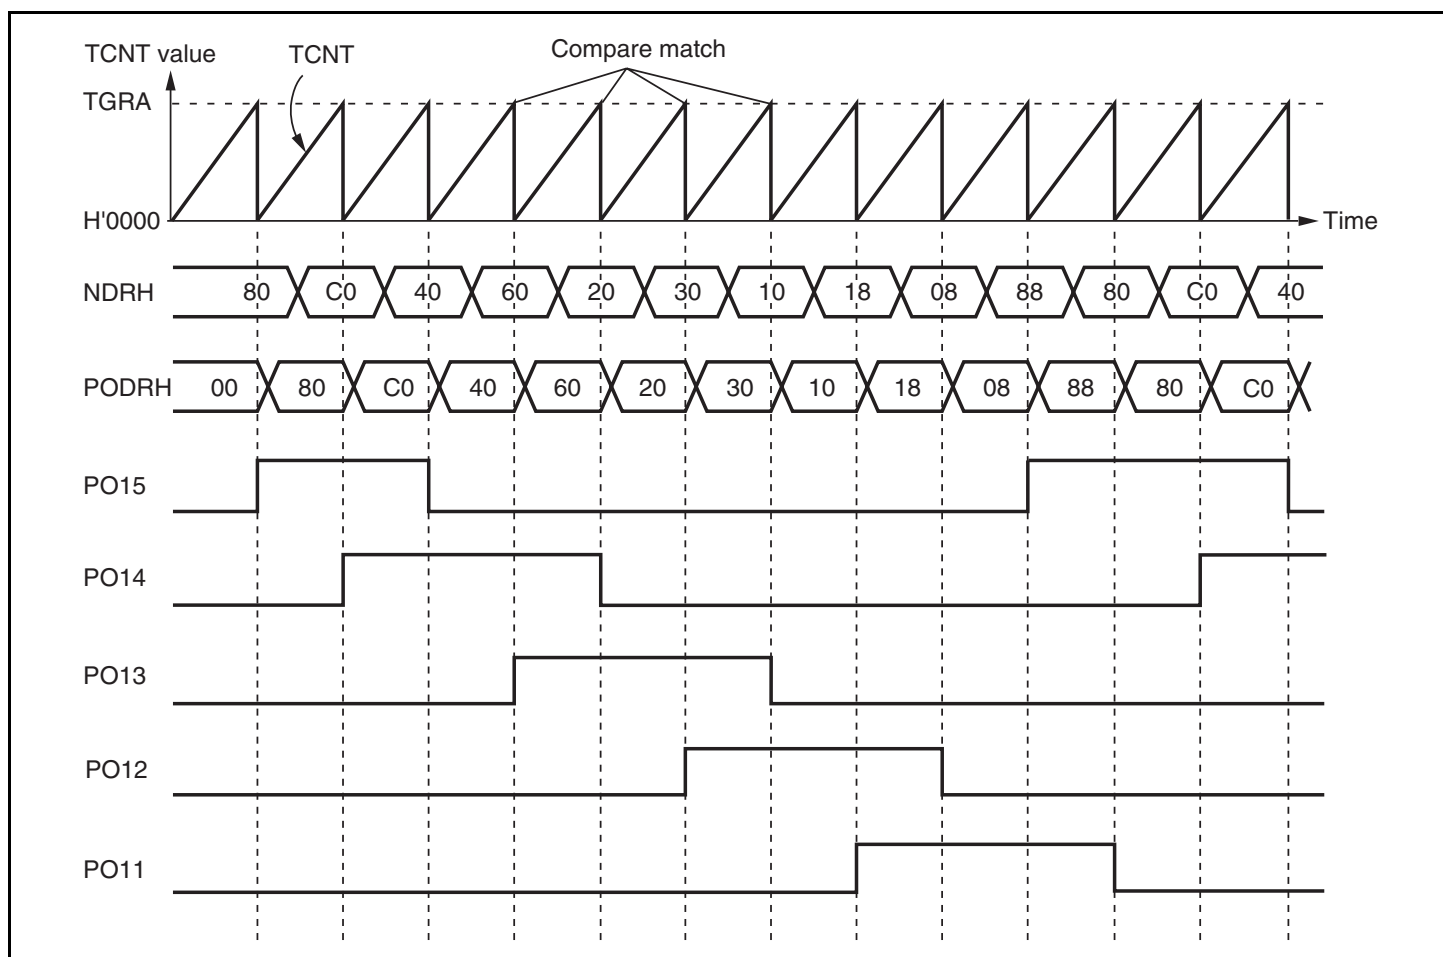 TCNT value
TCNT
Compare match
TGRA
H'0000
Time
NDRH 80 C0 40 60 20 30 10 18 08 88 80 C0 40
PODRH 00 80 C0 40 60 20 30 10 18 08 88 80 C0
PO15
PO14
PO13
PO12
PO11